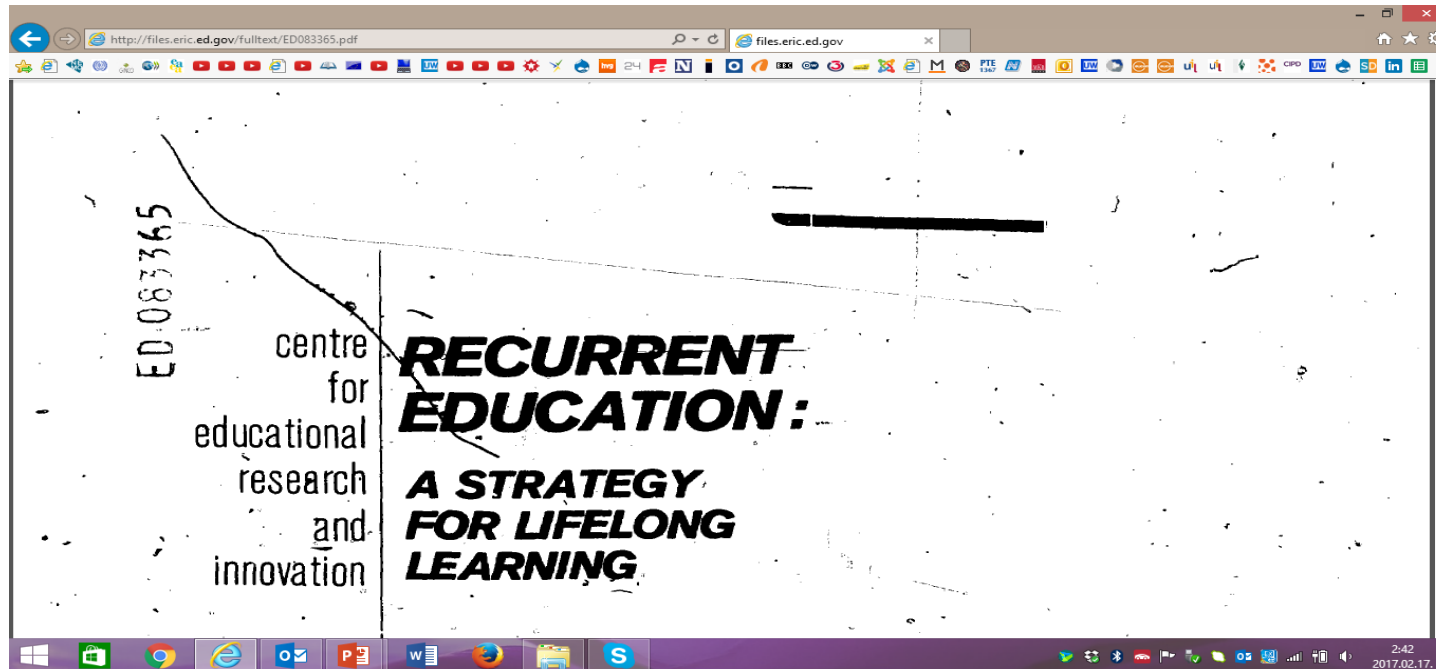 http://files.eric.ed.gov/fulltext/ED083365.pdf
files.eric.ed.gov
ED 083365
centre
for
educational
research
and
innovation
RECURRENT
EDUCATION:
A STRATEGY
FOR LIFELONG
LEARNING
2:42
2017.02.17.